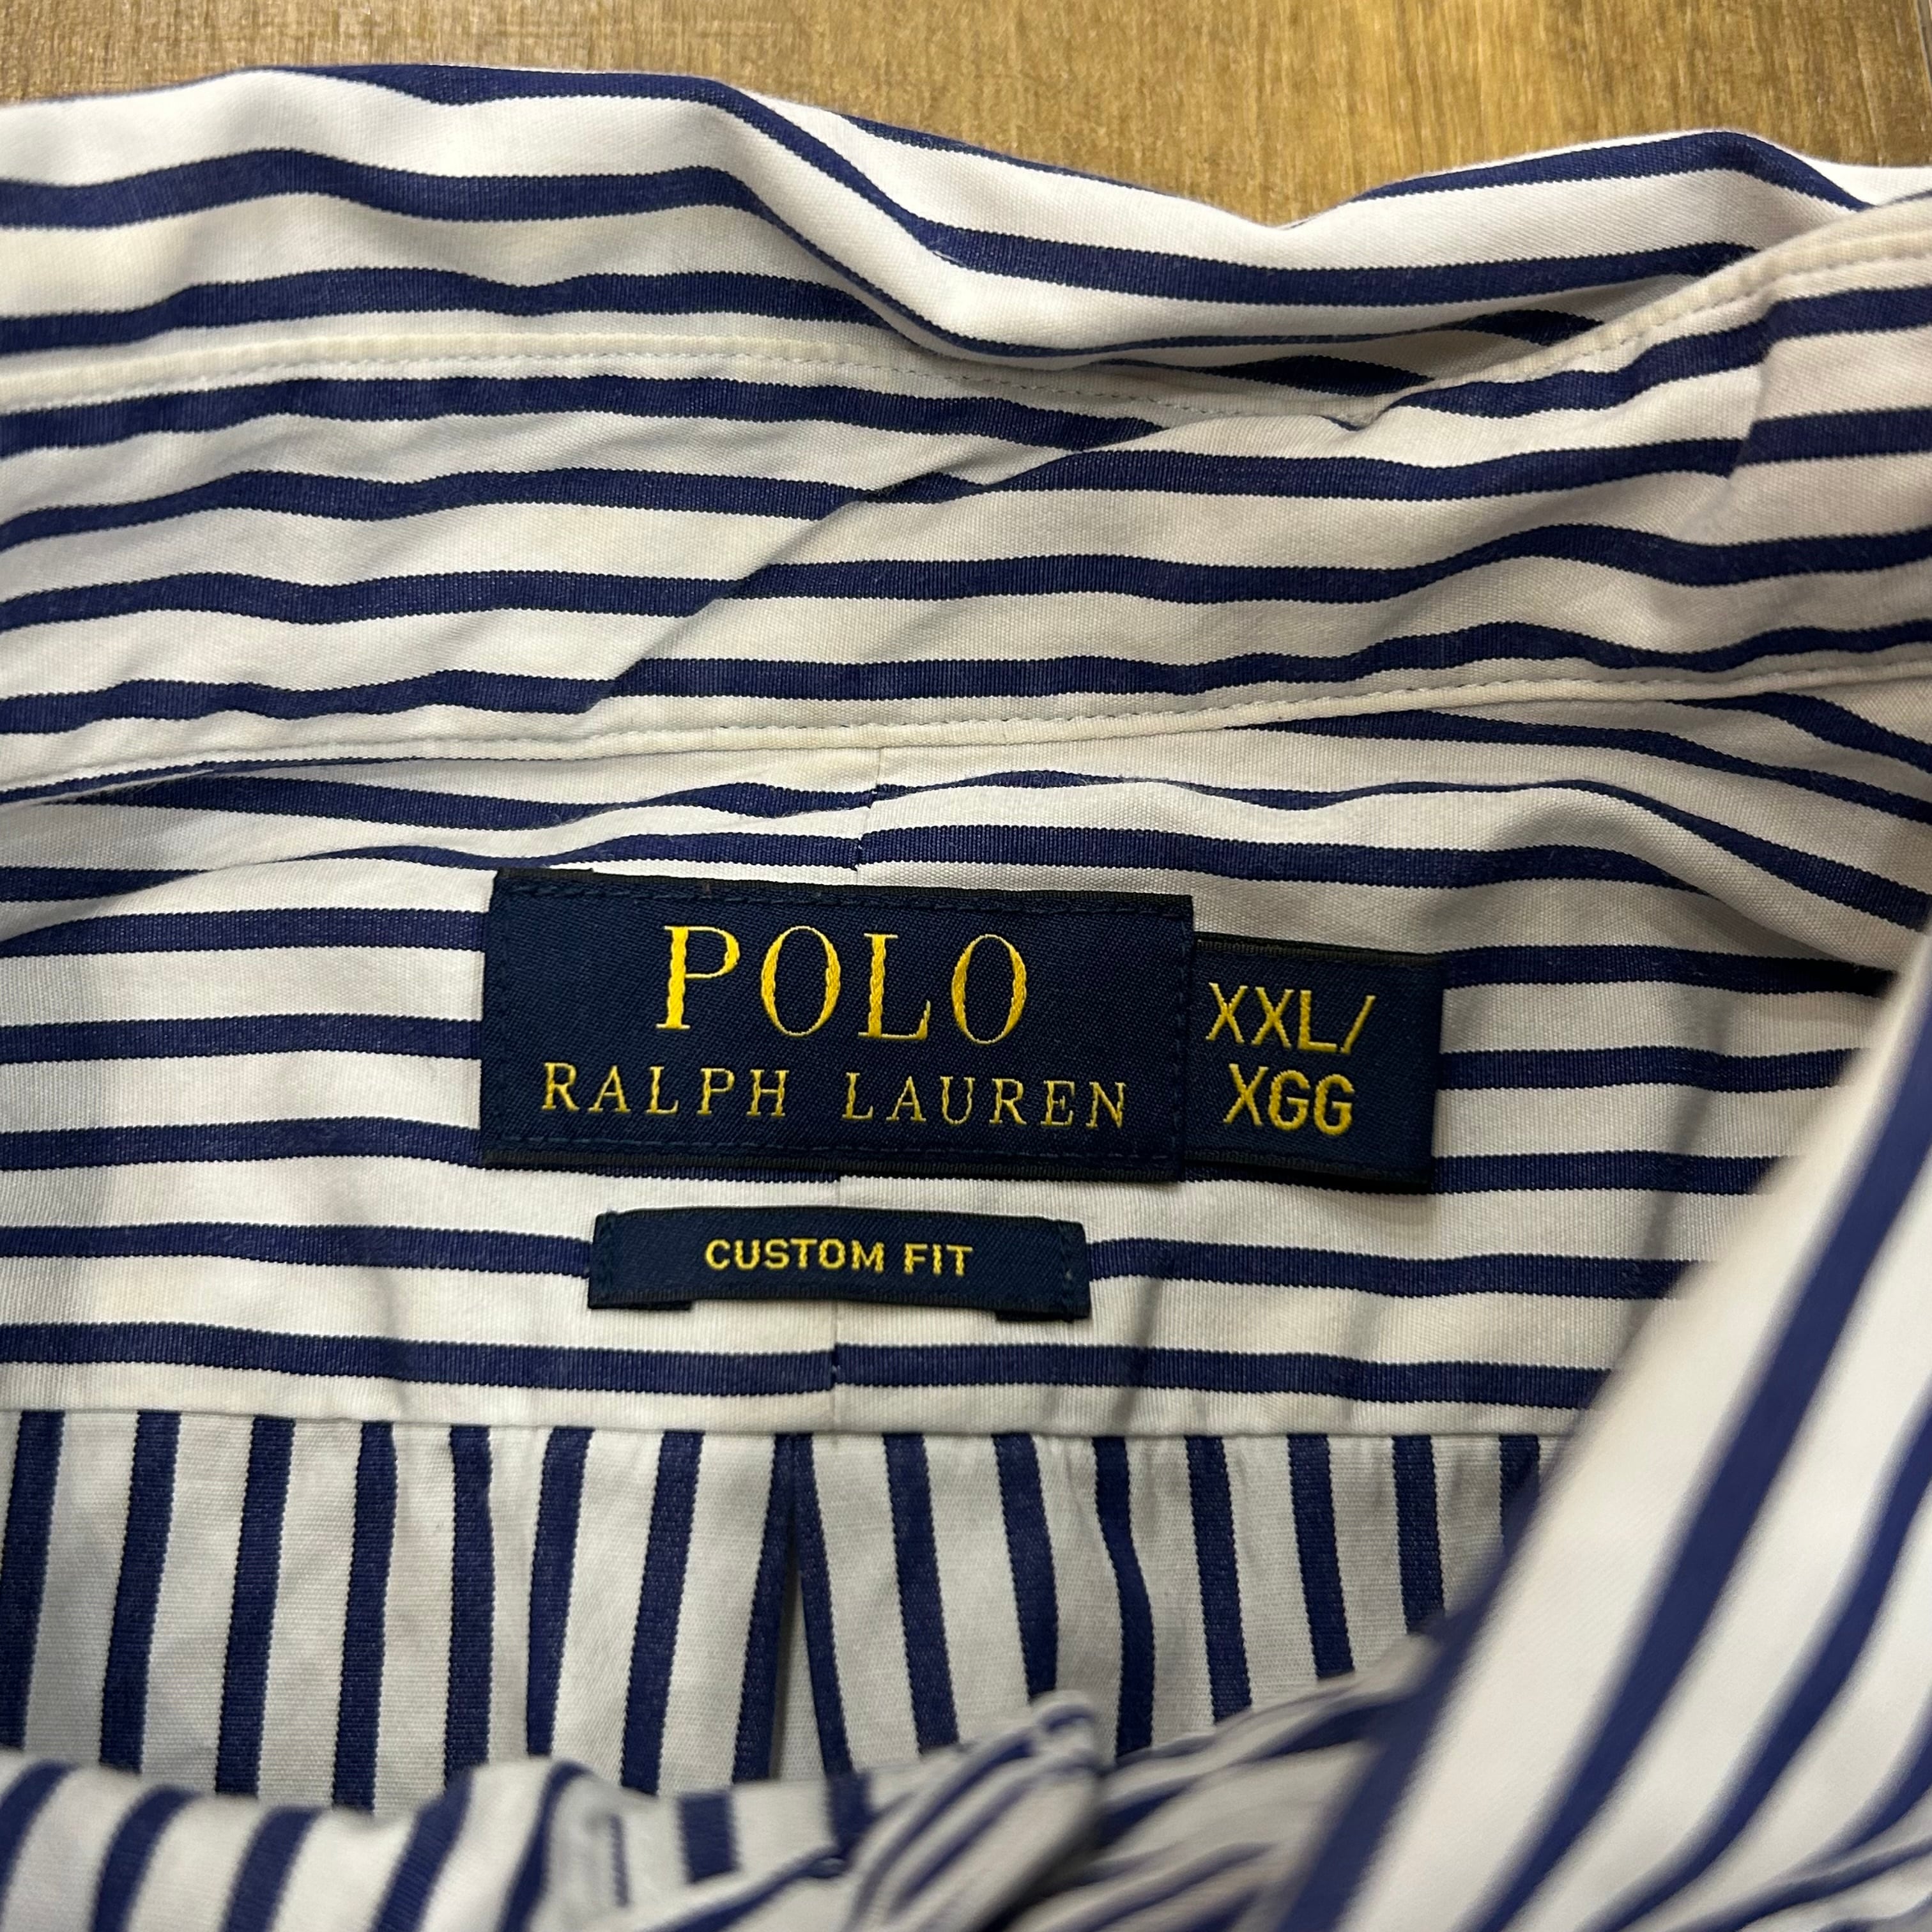 POLO
RALPH LAUREN
XXL/
XGG
CUSTOM FIT